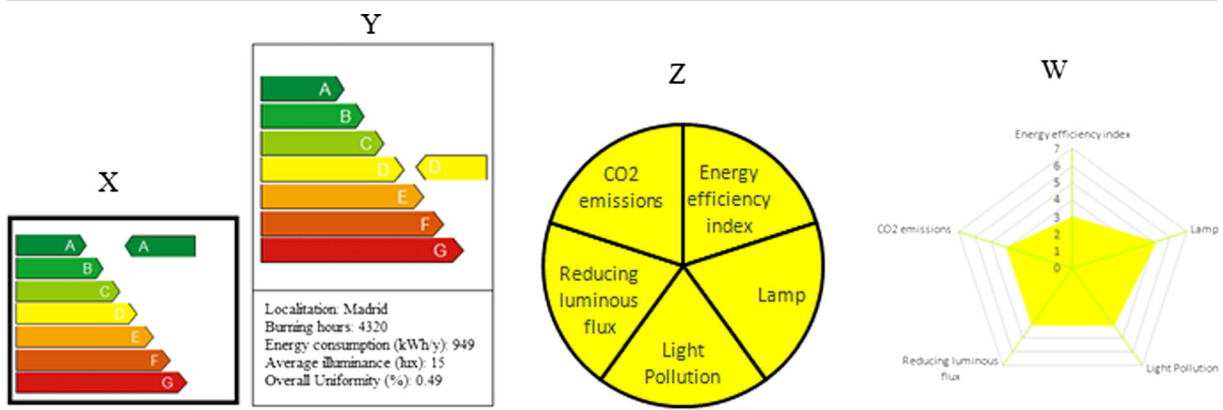 X
A
A
B
C
D
E
F
G
Y
A
B
C
D
D
E
F
G
Localitation: Madrid
Burning hours: 4320
Energy consumption (kWh/y): 949
Average illuminance (lux): 15
Overall Uniformity (%): 0.49
Z
CO2
emissions
Energy
efficiency
index
Reducing
luminous
flux
Lamp
Light
Pollution
W
Energy efficiency index
7
6
5
4
3
2
1
0
CO2 emissions
Lamp
Reducing luminous
flux
Light Pollution